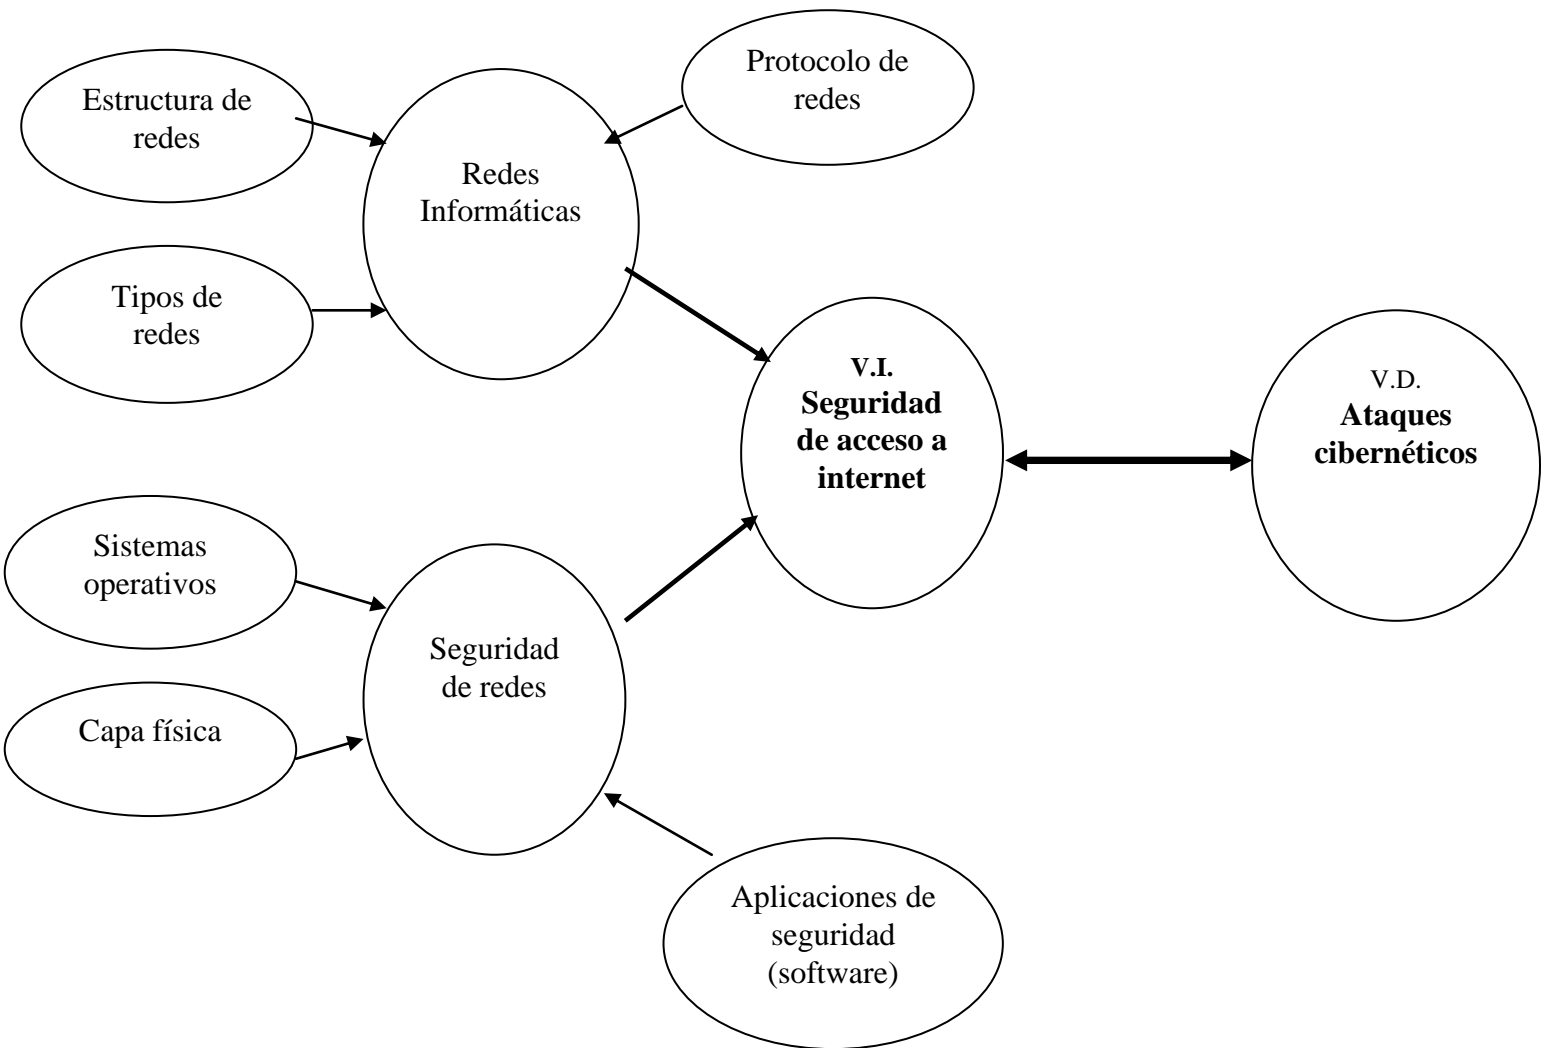 Estructura de
redes
Protocolo de
redes
Redes
Informáticas
Tipos de
redes
V.I.
Seguridad
de acceso a
internet
V.D.
Ataques
cibernéticos
Sistemas
operativos
Seguridad
de redes
Capa física
Aplicaciones de
seguridad
(software)